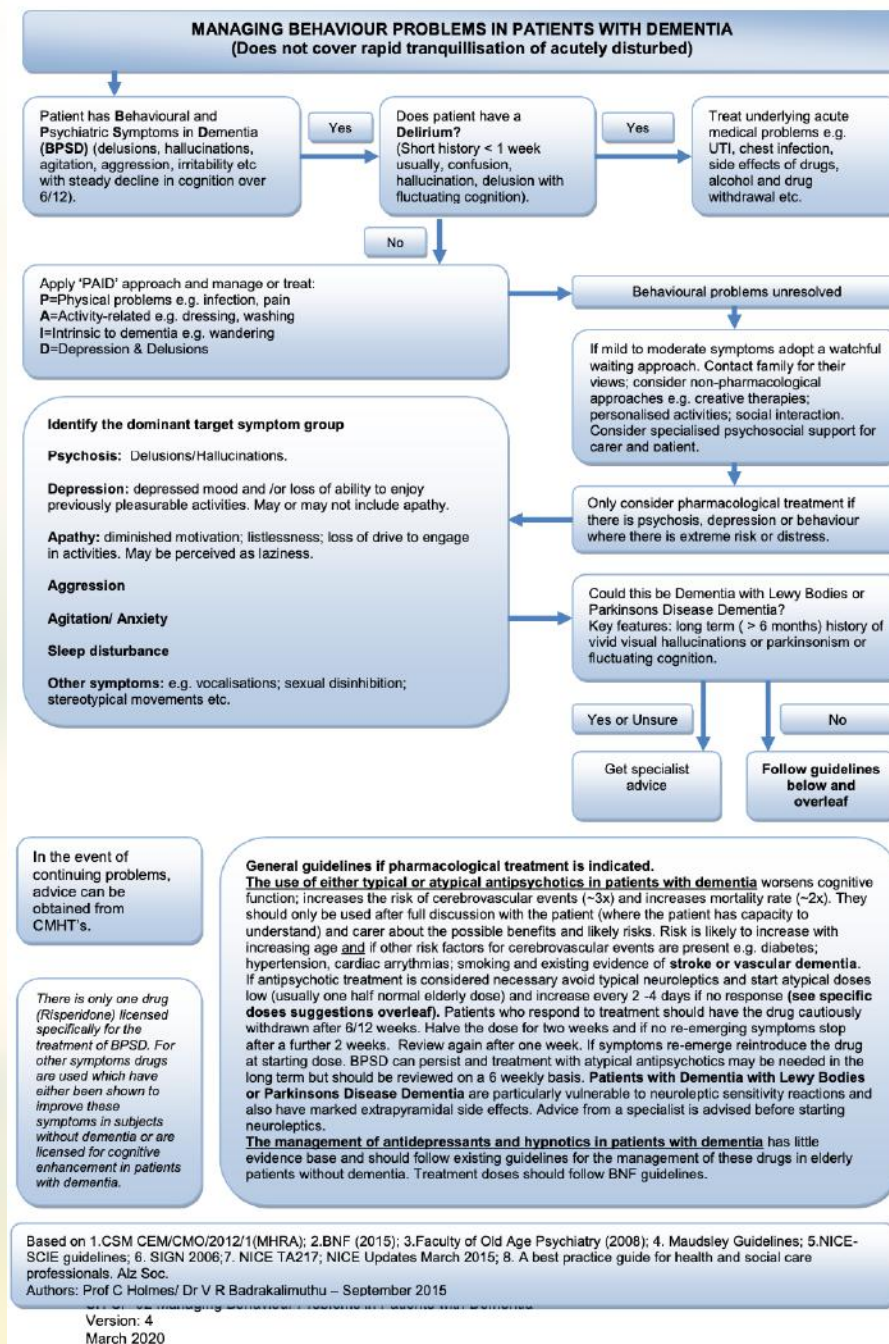 MANAGING BEHAVIOUR PROBLEMS IN PATIENTS WITH DEMENTIA
(Does not cover rapid tranquillisation of acutely disturbed)
Patient has Behavioural and
Psychiatric Symptoms in Dementia
(BPSD) (delusions, hallucinations,
agitation, aggression, irritability etc
with steady decline in cognition over
6/12).
Yes
Does patient have a
Delirium?
(Short history < 1 week
usually, confusion,
hallucination, delusion with
fluctuating cognition).
Yes
Treat underlying acute
medical problems e.g.
UTI, chest infection,
side effects of drugs,
alcohol and drug
withdrawal etc.
No
Apply 'PAID' approach and manage or treat:
P=Physical problems e.g. infection, pain
A=Activity-related e.g. dressing, washing
I=Intrinsic to dementia e.g. wandering
D=Depression & Delusions
Behavioural problems unresolved
If mild to moderate symptoms adopt a watchful
waiting approach. Contact family for their
views; consider non-pharmacological
approaches e.g. creative therapies;
personalised activities; social interaction.
Consider specialised psychosocial support for
carer and patient.
Only consider pharmacological treatment if
there is psychosis, depression or behaviour
where there is extreme risk or distress.
Identify the dominant target symptom group
Psychosis: Delusions/Hallucinations.
Depression: depressed mood and /or loss of ability to enjoy
previously pleasurable activities. May or may not include apathy.
Apathy: diminished motivation; listlessness; loss of drive to engage
in activities. May be perceived as laziness.
Aggression
Agitation/ Anxiety
Sleep disturbance
Other symptoms: e.g. vocalisations; sexual disinhibition;
stereotypical movements etc.
Could this be Dementia with Lewy Bodies or
Parkinsons Disease Dementia?
Key features: long term ( > 6 months) history of
vivid visual hallucinations or parkinsonism or
fluctuating cognition.
Yes or Unsure
No
Get specialist
advice
Follow guidelines
below and
overleaf
In the event of
continuing problems,
advice can be
obtained from
CMHT's.
There is only one drug
(Risperidone) licensed
specifically for the
treatment of BPSD. For
other symptoms drugs
are used which have
either been shown to
improve these
symptoms in subjects
without dementia or are
licensed for cognitive
enhancement in patients
with dementia.
General guidelines if pharmacological treatment is indicated.
The use of either typical or atypical antipsychotics in patients with dementia worsens cognitive
function; increases the risk of cerebrovascular events (~3x) and increases mortality rate (~2x). They
should only be used after full discussion with the patient (where the patient has capacity to
understand) and carer about the possible benefits and likely risks. Risk is likely to increase with
increasing age and if other risk factors for cerebrovascular events are present e.g. diabetes;
hypertension, cardiac arrythmias; smoking and existing evidence of stroke or vascular dementia.
If antipsychotic treatment is considered necessary avoid typical neuroleptics and start atypical doses
low (usually one half normal elderly dose) and increase every 2 -4 days if no response (see specific
doses suggestions overleaf). Patients who respond to treatment should have the drug cautiously
withdrawn after 6/12 weeks. Halve the dose for two weeks and if no re-emerging symptoms stop
after a further 2 weeks. Review again after one week. If symptoms re-emerge reintroduce the drug
at starting dose. BPSD can persist and treatment with atypical antipsychotics may be needed in the
long term but should be reviewed on a 6 weekly basis. Patients with Dementia with Lewy Bodies
or Parkinsons Disease Dementia are particularly vulnerable to neuroleptic sensitivity reactions and
also have marked extrapyramidal side effects. Advice from a specialist is advised before starting
neuroleptics.
The management of antidepressants and hypnotics in patients with dementia has little
evidence base and should follow existing guidelines for the management of these drugs in elderly
patients without dementia. Treatment doses should follow BNF guidelines.
Based on 1.CSM CEM/CMO/2012/1(MHRA); 2.BNF (2015); 3.Faculty of Old Age Psychiatry (2008); 4. Maudsley Guidelines; 5.NICE-
SCIE guidelines; 6. SIGN 2006;7. NICE TA217; NICE Updates March 2015; 8. A best practice guide for health and social care
professionals. Alz Soc.
Authors: Prof C Holmes/ Dr V R Badrakalimuthu – September 2015
Managing Behaviour Problems in Patients with Dementia
Version: 4
March 2020